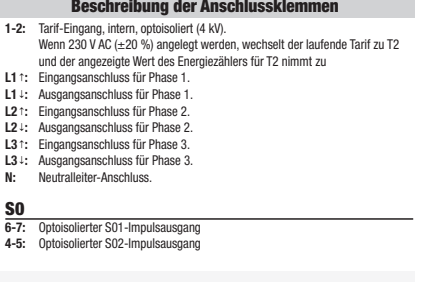 Beschreibung der Anschlussklemmen
1-2: Tarif-Eingang, intern, optoisoliert (4 kV).
Wenn 230 V AC (±20 %) angelegt werden, wechselt der laufende Tarif zu T2
und der angezeigte Wert des Energiezählers für T2 nimmt zu
L1↑: Eingangsanschluss für Phase 1.
L1↓: Ausgangsanschluss für Phase 1.
L2↑: Eingangsanschluss für Phase 2.
L2↓: Ausgangsanschluss für Phase 2.
L3↑: Eingangsanschluss für Phase 3.
L3↓: Ausgangsanschluss für Phase 3.
N: Neutralleiter-Anschluss.
S0
6-7: Optoisolierter S01-Impulsausgang
4-5: Optoisolierter S02-Impulsausgang